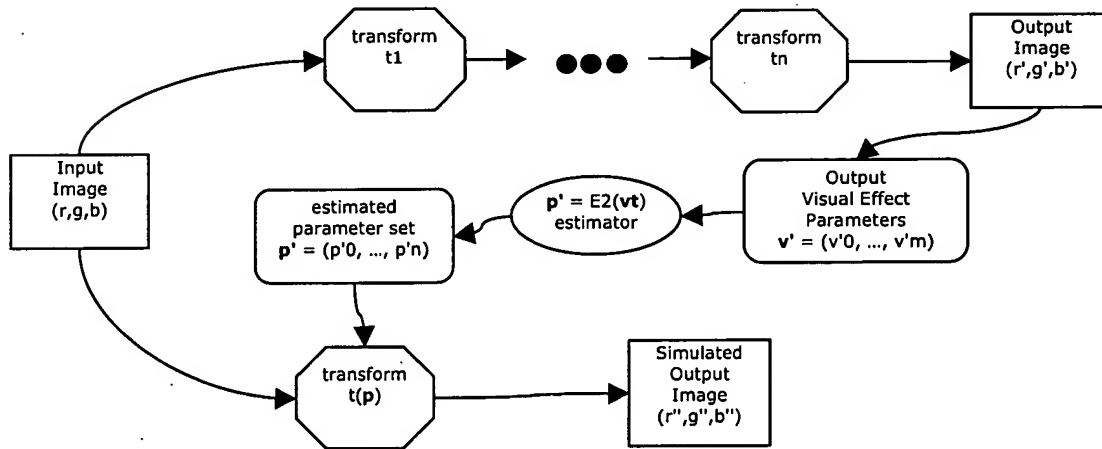 transform
t1
transform
tn
Output
Image
(r',g',b')
Input
Image
(r,g,b)
estimated
parameter set
p' = (p'0, ..., p'n)
p' = E2(vt)
estimator
Output
Visual Effect
Parameters
v' = (v'0, ..., v'm)
transform
t(p)
Simulated
Output
Image
(r",g",b")